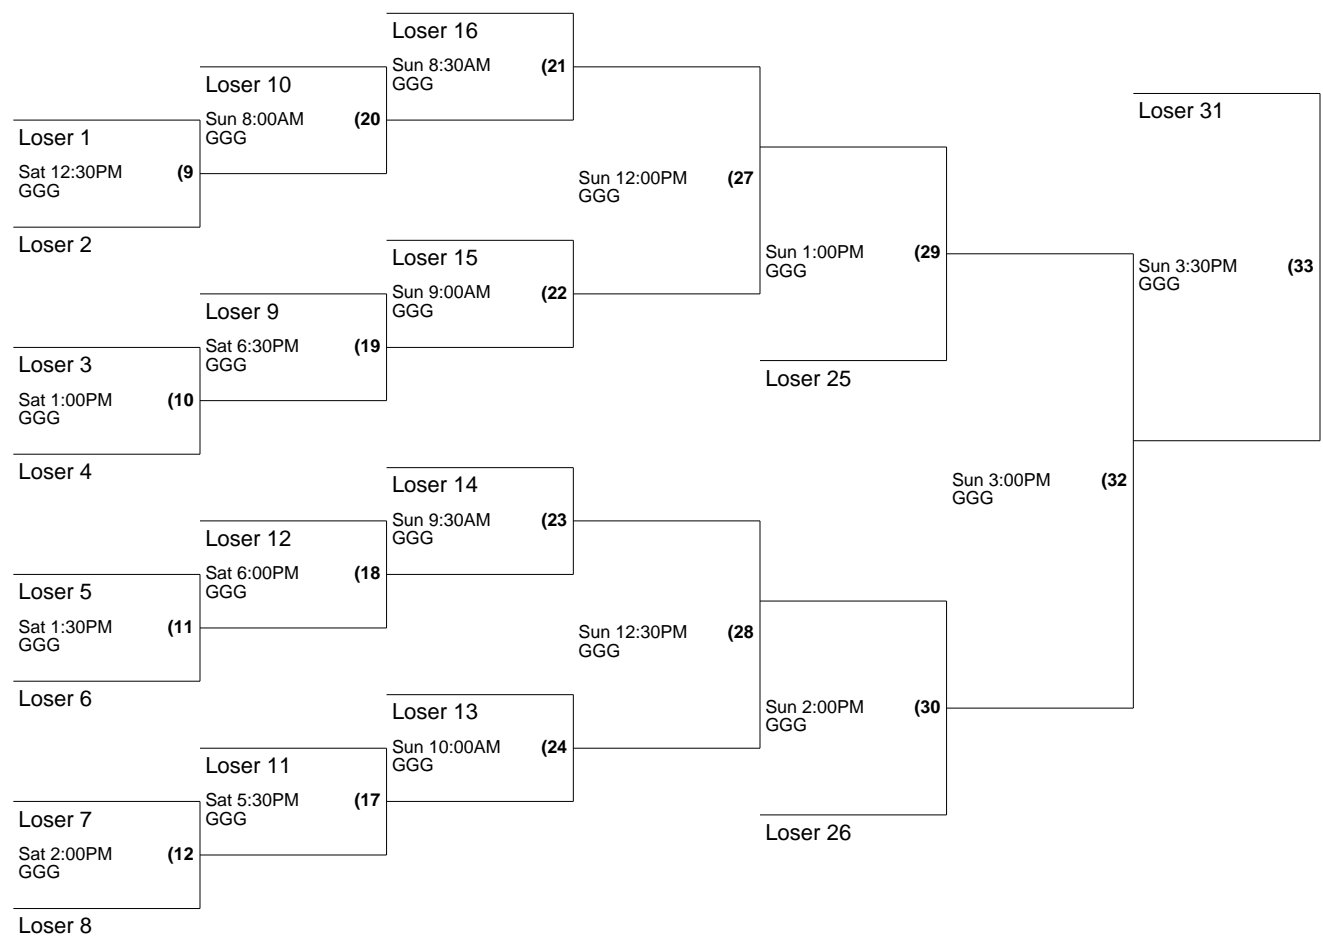 Loser 16
Sun 8:30AM (21
GGG
Loser 10
Sun 8:00AM (20
GGG
Loser 1
Sat 12:30PM (9
GGG
Loser 2
Loser 31
Sun 12:00PM (27
GGG
Loser 15
Sun 9:00AM (22
GGG
Loser 9
Sat 6:30PM (19
GGG
Loser 3
Sat 1:00PM (10
GGG
Loser 4
Sun 1:00PM (29
GGG
Loser 25
Sun 3:30PM (33
GGG
Loser 14
Sun 9:30AM (23
GGG
Loser 12
Sat 6:00PM (18
GGG
Loser 5
Sat 1:30PM (11
GGG
Loser 6
Sun 3:00PM (32
GGG
Sun 12:30PM (28
GGG
Loser 13
Sun 10:00AM (24
GGG
Loser 11
Sat 5:30PM (17
GGG
Loser 7
Sat 2:00PM (12
GGG
Loser 8
Sun 2:00PM (30
GGG
Loser 26